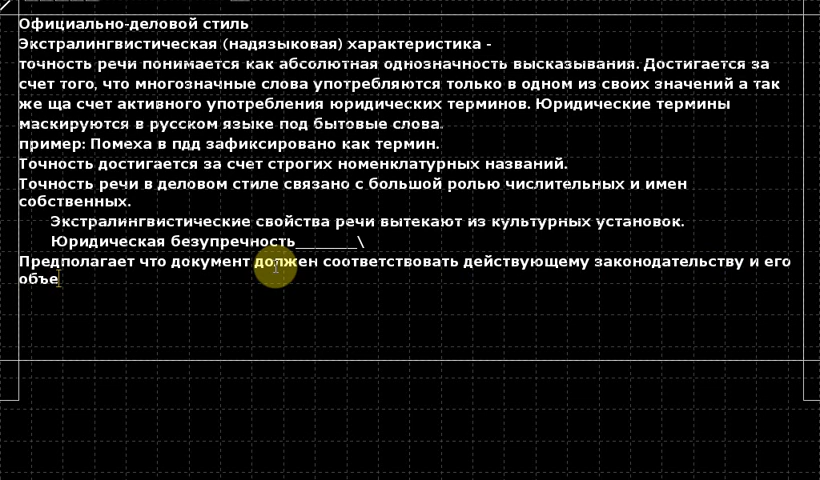 Официально-деловой стиль
Экстралингвистическая (надязыковая) характеристика -
точность речи понимается как абсолютная однозначность высказывания. Достигается за
счет того, что многозначные слова употребляются только в одном из своих значений а так
же ща счет активного употребления юридических терминов. Юридические термины
маскируются в русском языке под бытовые слова.
пример: Помеха в пдд зафиксировано как термин.
Точность достигается за счет строгих номенклатурных названий.
Точность речи в деловом стиле связано с большой ролью числительных и имен
собственных.
Экстралингвистические свойства речи вытекают из культурных установок.
Юридическая безупречность________\
Предполагает что документ должен соответствовать действующему законодательству и его
объе